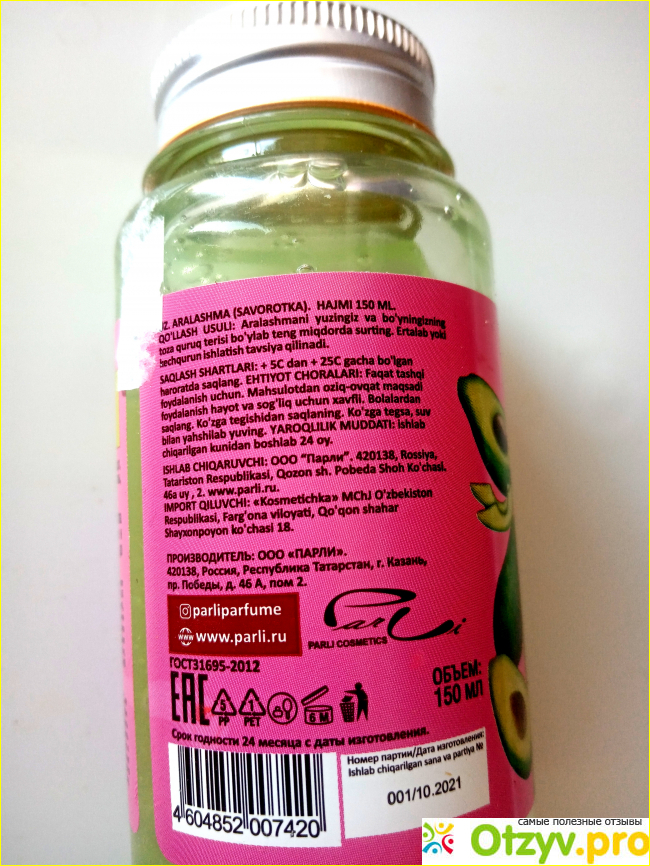 UZ. ARALASHMA (SAVOROTKA). HAJMI 150 ML.
QO'LLASH USULI: Aralashmani yuzingiz va bo'yningizning
toza quruq terisi bo'ylab teng miqdorda surting. Ertalab yoki
kechqurun ishlatish tavsiya qilinadi.
SAQLASH SHARTLARI: + 5C dan + 25C gacha bo'lgan
haroratda saqlang. EHTIYOT CHORALARI: Faqat tashqi
foydalanish uchun. Mahsulotdan oziq-ovqat maqsadi
foydalanish hayot va sog'liq uchun xavfli. Bolalardan
saqlang. Ko'zga tegishidan saqlaning. Ko'zga tegsa, suv
bilan yahshilab yuving. YAROQLILIK MUDDATI: ishlab
chiqarilgan kunidan boshlab 24 oy.
ISHLAB CHIQARUVCHI: ООО "Парли". 420138, Rossiya,
Tatariston Respublikasi, Qozon sh. Pobeda Shoh Ko'chasi.
46a uy , 2. www.parli.ru.
IMPORT QILUVCHI: «Kosmetichka» MChJ O'zbekiston
Respublikasi, Farg'ona viloyati, Qo'qon shahar
Shayxonpoyon ko'chasi 18.
ПРОИЗВОДИТЕЛЬ: ООО «ПАРЛИ».
420138, Россия, Республика Татарстан, г. Казань,
пр. Победы, д. 46 А, пом 2.
parliparfume
www www.parli.ru
ParLi
PARLI COSMETICS
ГОСТ31695-2012
EAC 5 PP 1 PET 6 M
ОБЪЕМ:
150 МЛ
Срок годности 24 месяца с даты изготовления.
Номер партии/Дата изготовления:
Ishlab chiqarilgan sana va partiya №
001/10.2021
4 604852 007420
самые полезные отзывы
Otzyv.pro